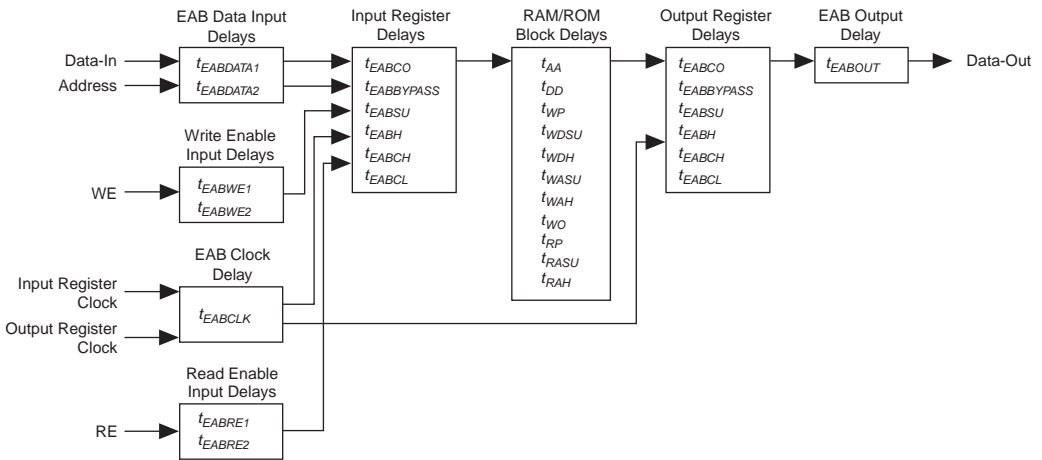 EAB Data Input
Delays
Data-In
Address
tEABDATA1
tEABDATA2
Write Enable
Input Delays
WE
tEABWE1
tEABWE2
EAB Clock
Delay
Input Register
Clock
Output Register
Clock
tEABCLK
Read Enable
Input Delays
RE
tEABRE1
tEABRE2
Input Register
Delays
tEABCO
tEABBYPASS
tEABSU
tEABH
tEABCH
tEABCL
RAM/ROM
Block Delays
tAA
tDD
tWP
tWDSU
tWDH
tWASU
tWAH
tWO
tRP
tRASU
tRAH
Output Register
Delays
tEABCO
tEABBYPASS
tEABSU
tEABH
tEABCH
tEABCL
EAB Output
Delay
tEABOUT
Data-Out